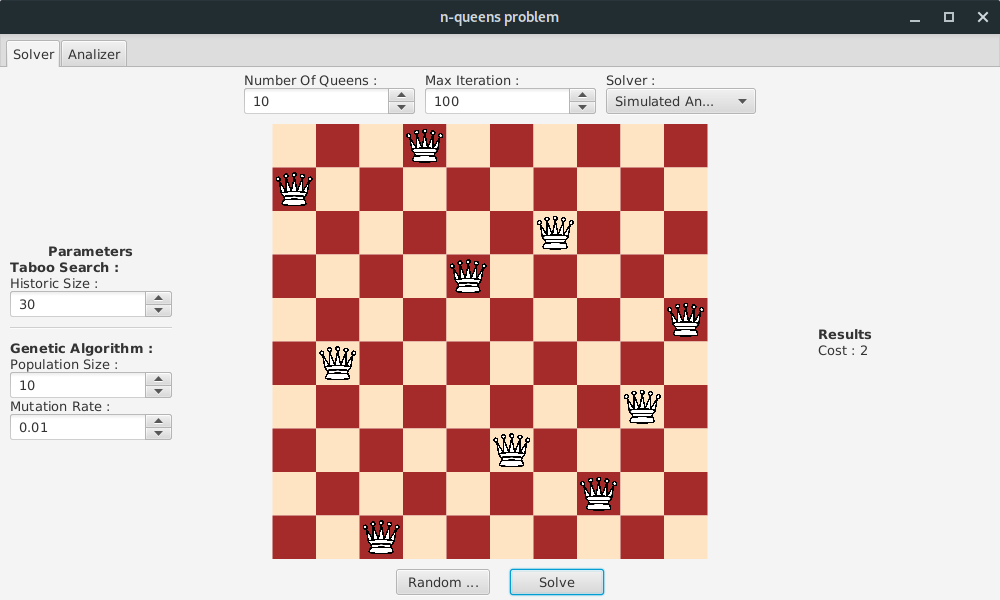 n-queens problem
Solver Analizer
Number Of Queens : Max Iteration : Solver :
10 100 Simulated An...
Parameters
Taboo Search :
Historic Size :
30
Genetic Algorithm :
Population Size :
10
Mutation Rate :
0.01
Results
Cost : 2
Random ... Solve